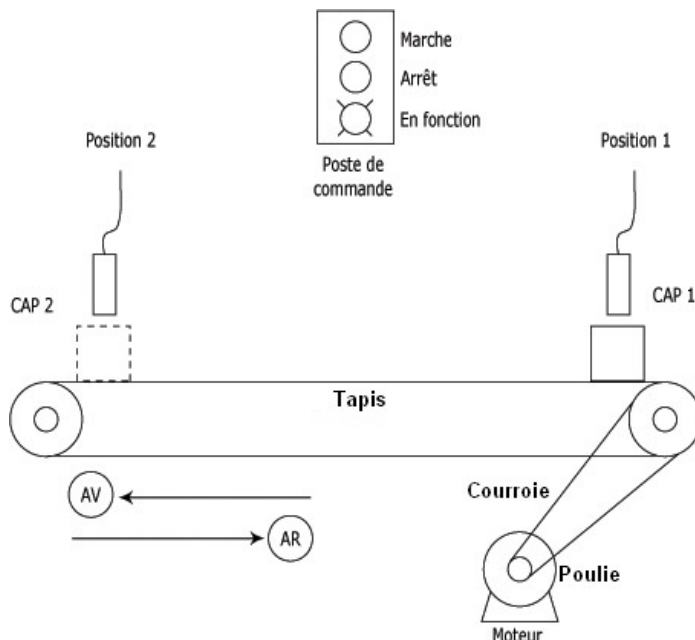 Marche
Arrêt
En fonction
Poste de
commande
Position 2
Position 1
CAP 2
CAP 1
Tapis
AV
AR
Courroie
Poulie
Moteur